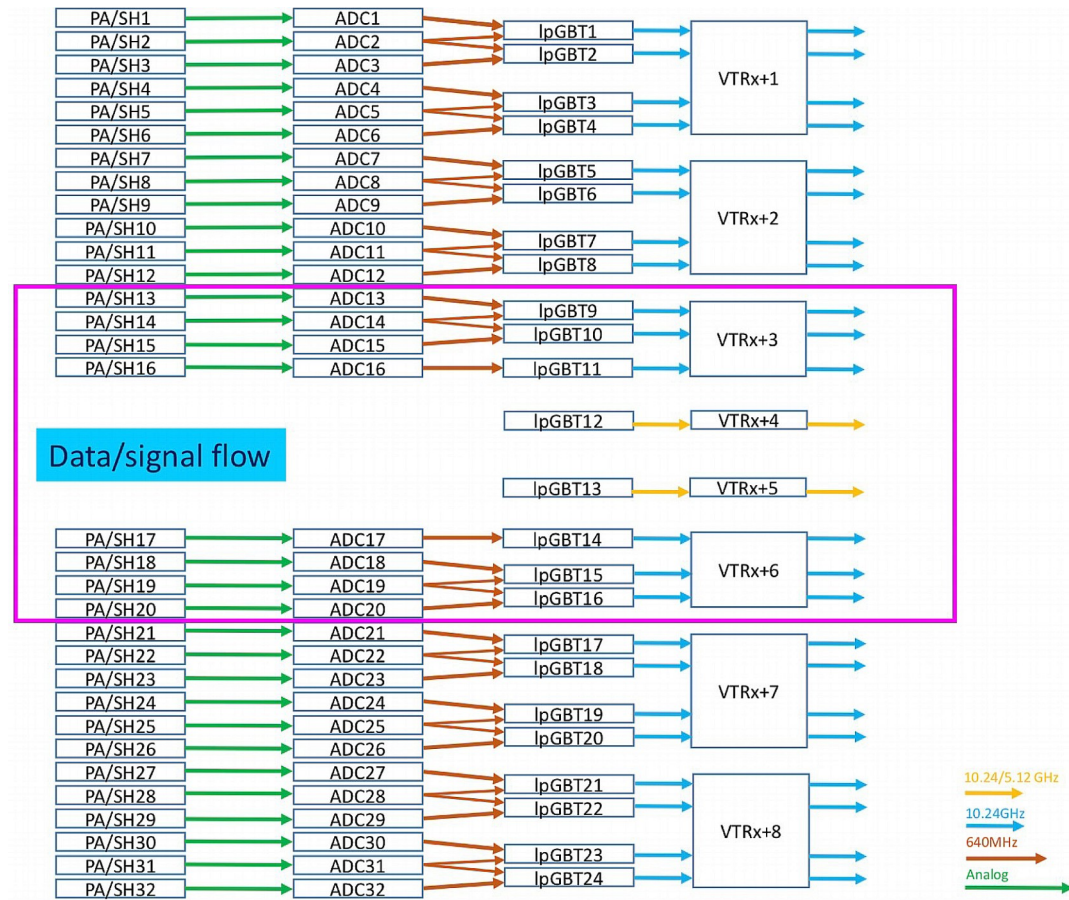 PA/SH1 ADC1
lpGBT1
PA/SH2 ADC2
lpGBT2
PA/SH3 ADC3
VTRx+1
PA/SH4 ADC4
lpGBT3
PA/SH5 ADC5
lpGBT4
PA/SH6 ADC6
PA/SH7 ADC7
lpGBT5
PA/SH8 ADC8
lpGBT6
PA/SH9 ADC9
VTRx+2
PA/SH10 ADC10
lpGBT7
PA/SH11 ADC11
lpGBT8
PA/SH12 ADC12
PA/SH13 ADC13
lpGBT9
PA/SH14 ADC14
lpGBT10
VTRx+3
PA/SH15 ADC15
PA/SH16 ADC16 lpGBT11
lpGBT12 VTRx+4
Data/signal flow
lpGBT13 VTRx+5
PA/SH17 ADC17 lpGBT14
PA/SH18 ADC18
lpGBT15 VTRx+6
PA/SH19 ADC19
lpGBT16
PA/SH20 ADC20
PA/SH21 ADC21
lpGBT17
PA/SH22 ADC22
lpGBT18
PA/SH23 ADC23
VTRx+7
PA/SH24 ADC24
lpGBT19
PA/SH25 ADC25
lpGBT20
PA/SH26 ADC26
PA/SH27 ADC27
lpGBT21
PA/SH28 ADC28
lpGBT22
PA/SH29 ADC29
VTRx+8
PA/SH30 ADC30
lpGBT23
PA/SH31 ADC31
lpGBT24
PA/SH32 ADC32
10.24/5.12 GHz
10.24GHz
640MHz
Analog